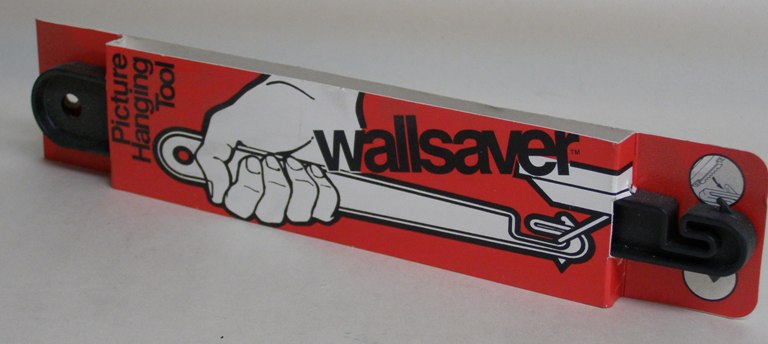 Picture
Hanging
Tool
wallsaver™